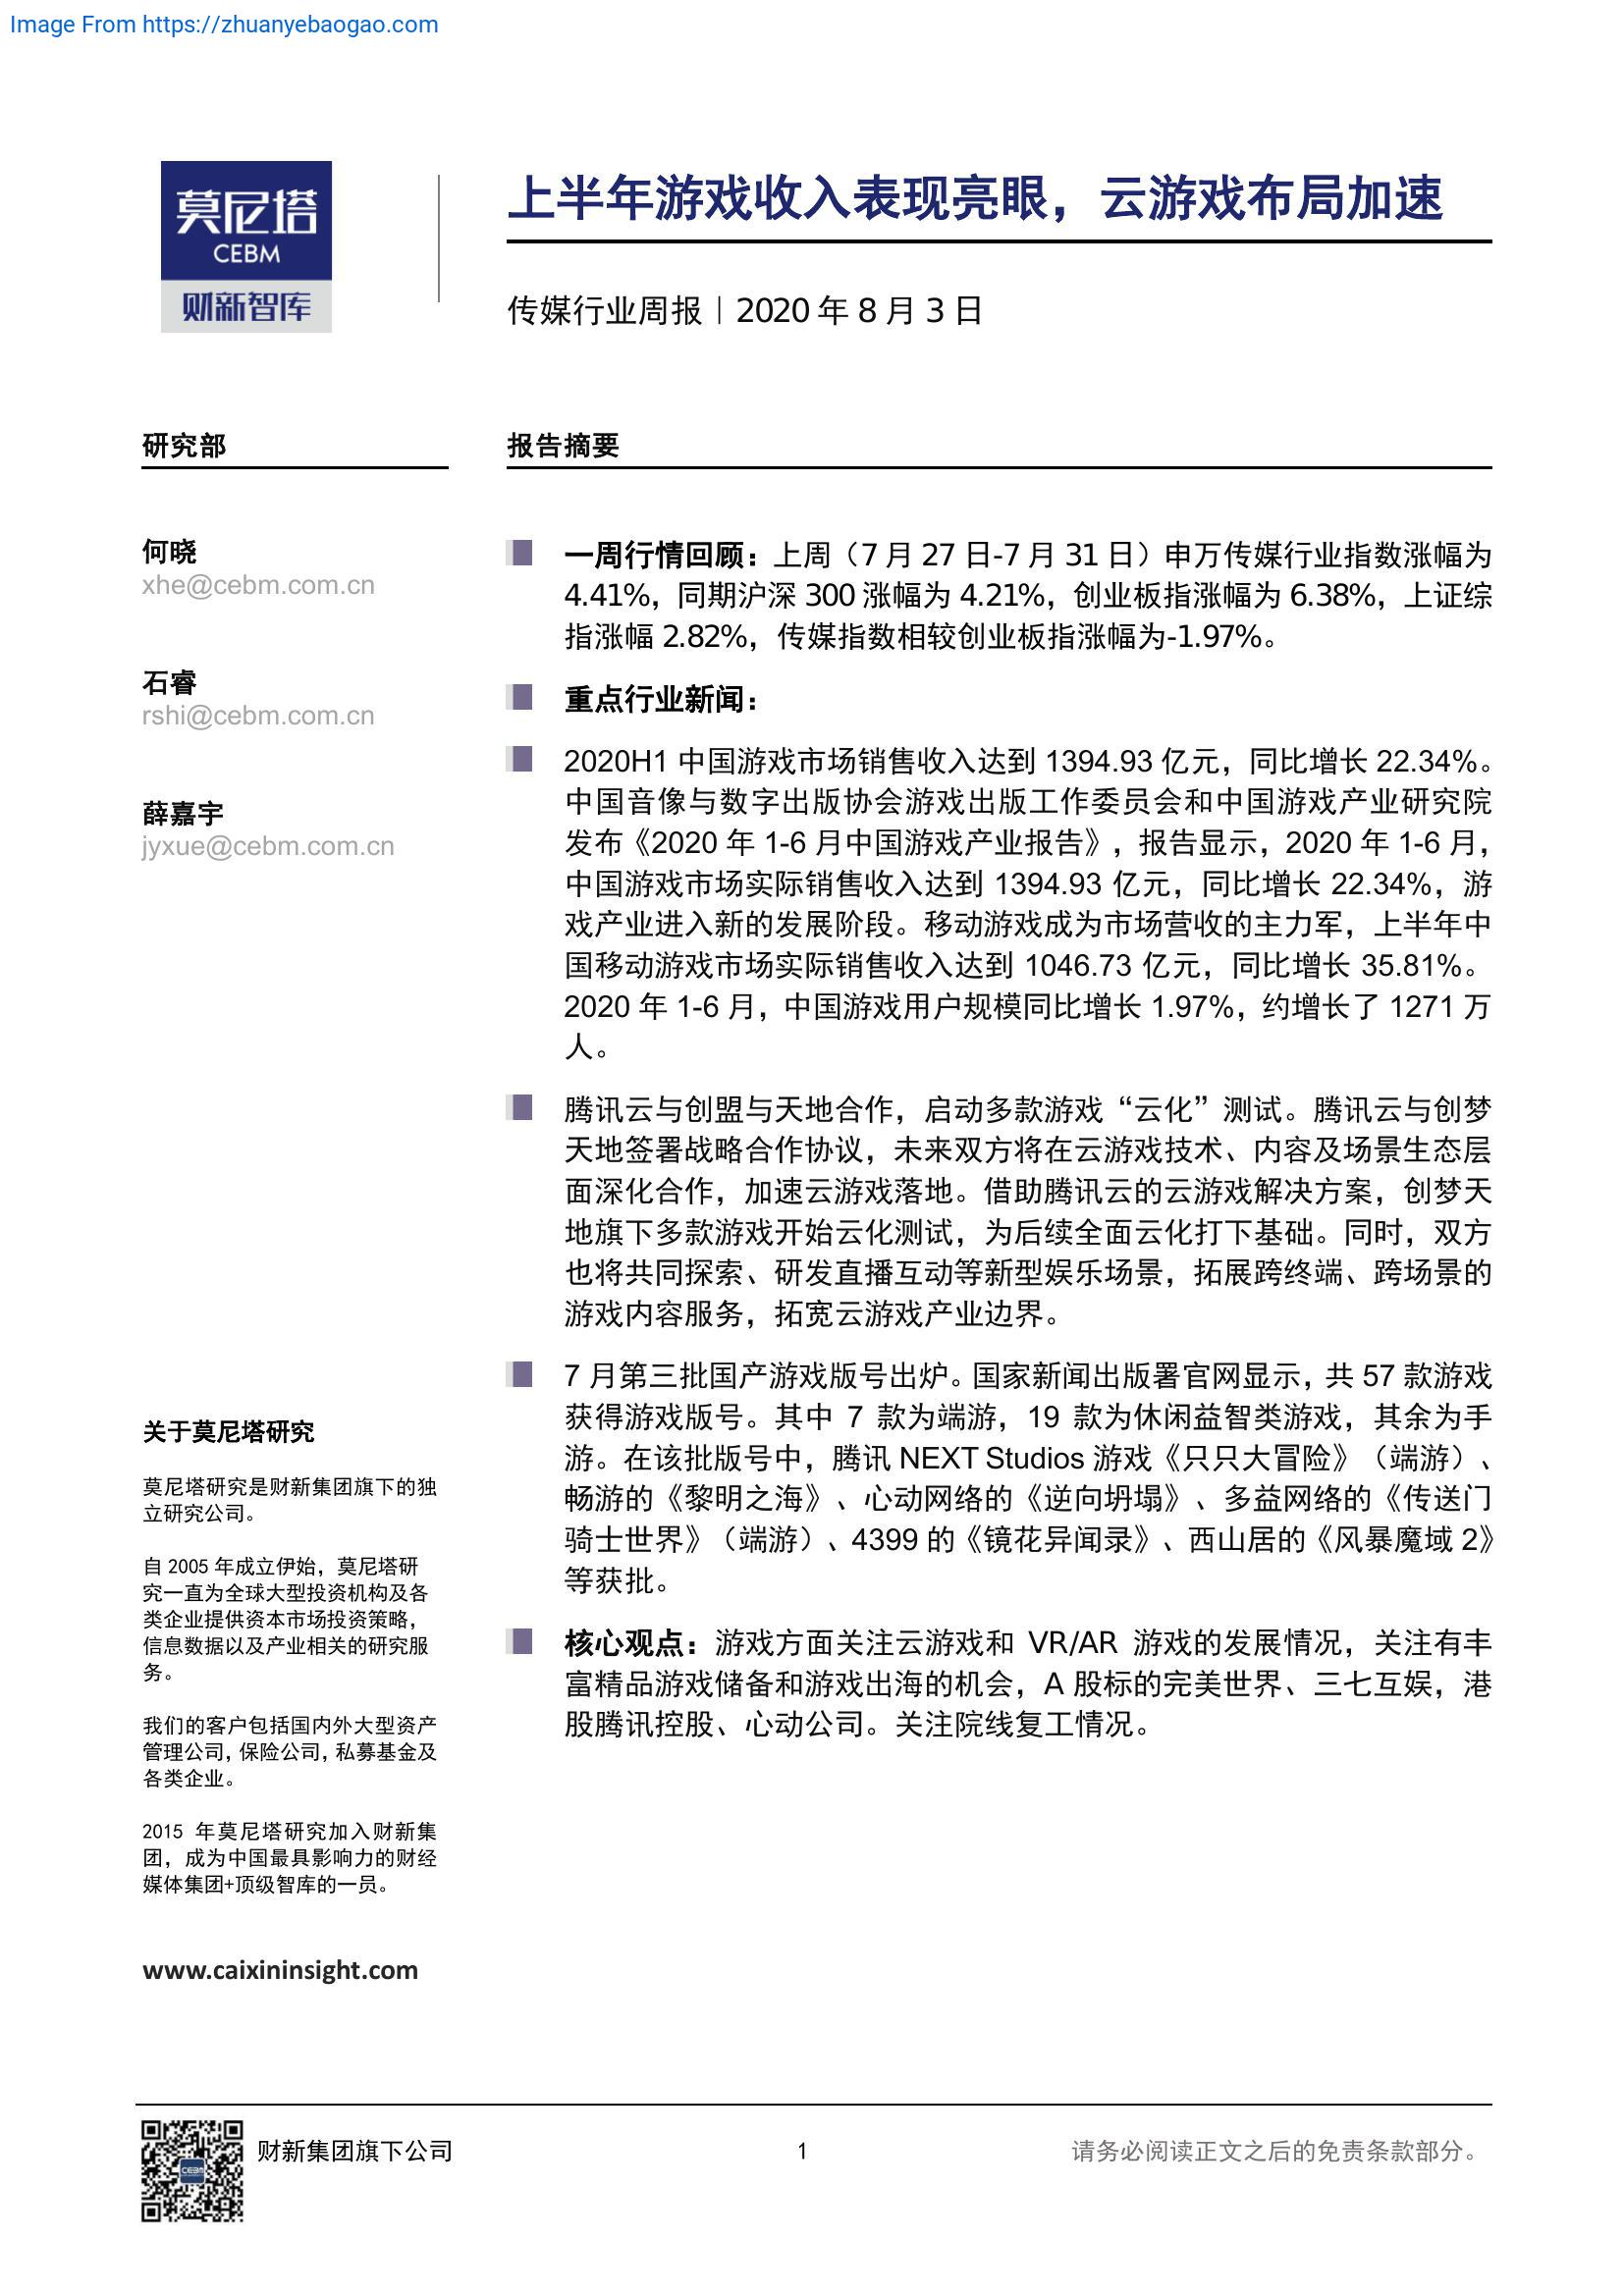 Image From https://zhuanyebaogao.com
莫尼塔
CEBM
财新智库
上半年游戏收入表现亮眼，云游戏布局加速
传媒行业周报｜2020 年 8 月 3 日
研究部
何晓
xhe@cebm.com.cn
石睿
rshi@cebm.com.cn
薛嘉宇
jyxue@cebm.com.cn
报告摘要
一周行情回顾：上周（7 月 27 日-7 月 31 日）申万传媒行业指数涨幅为
4.41%，同期沪深 300 涨幅为 4.21%，创业板指涨幅为 6.38%，上证综
指涨幅 2.82%，传媒指数相较创业板指涨幅为-1.97%。
重点行业新闻：
2020H1 中国游戏市场销售收入达到 1394.93 亿元，同比增长 22.34%。
中国音像与数字出版协会游戏出版工作委员会和中国游戏产业研究院
发布《2020 年 1-6 月中国游戏产业报告》，报告显示，2020 年 1-6 月，
中国游戏市场实际销售收入达到 1394.93 亿元，同比增长 22.34%，游
戏产业进入新的发展阶段。移动游戏成为市场营收的主力军，上半年中
国移动游戏市场实际销售收入达到 1046.73 亿元，同比增长 35.81%。
2020 年 1-6 月，中国游戏用户规模同比增长 1.97%，约增长了 1271 万
人。
腾讯云与创盟与天地合作，启动多款游戏“云化”测试。腾讯云与创梦
天地签署战略合作协议，未来双方将在云游戏技术、内容及场景生态层
面深化合作，加速云游戏落地。借助腾讯云的云游戏解决方案，创梦天
地旗下多款游戏开始云化测试，为后续全面云化打下基础。同时，双方
也将共同探索、研发直播互动等新型娱乐场景，拓展跨终端、跨场景的
游戏内容服务，拓宽云游戏产业边界。
7 月第三批国产游戏版号出炉。国家新闻出版署官网显示，共 57 款游戏
获得游戏版号。其中 7 款为端游，19 款为休闲益智类游戏，其余为手
游。在该批版号中，腾讯 NEXT Studios 游戏《只只大冒险》（端游）、
畅游的《黎明之海》、心动网络的《逆向坍塌》、多益网络的《传送门
骑士世界》（端游）、4399 的《镜花异闻录》、西山居的《风暴魔域 2》
等获批。
核心观点：游戏方面关注云游戏和 VR/AR 游戏的发展情况，关注有丰
富精品游戏储备和游戏出海的机会，A 股标的完美世界、三七互娱，港
股腾讯控股、心动公司。关注院线复工情况。
关于莫尼塔研究
莫尼塔研究是财新集团旗下的独
立研究公司。
自 2005 年成立伊始，莫尼塔研
究一直为全球大型投资机构及各
类企业提供资本市场投资策略，
信息数据以及产业相关的研究服
务。
我们的客户包括国内外大型资产
管理公司，保险公司，私募基金及
各类企业。
2015 年莫尼塔研究加入财新集
团，成为中国最具影响力的财经
媒体集团+顶级智库的一员。
www.caixininsight.com
CEBM
财新集团旗下公司
1
请务必阅读正文之后的免责条款部分。